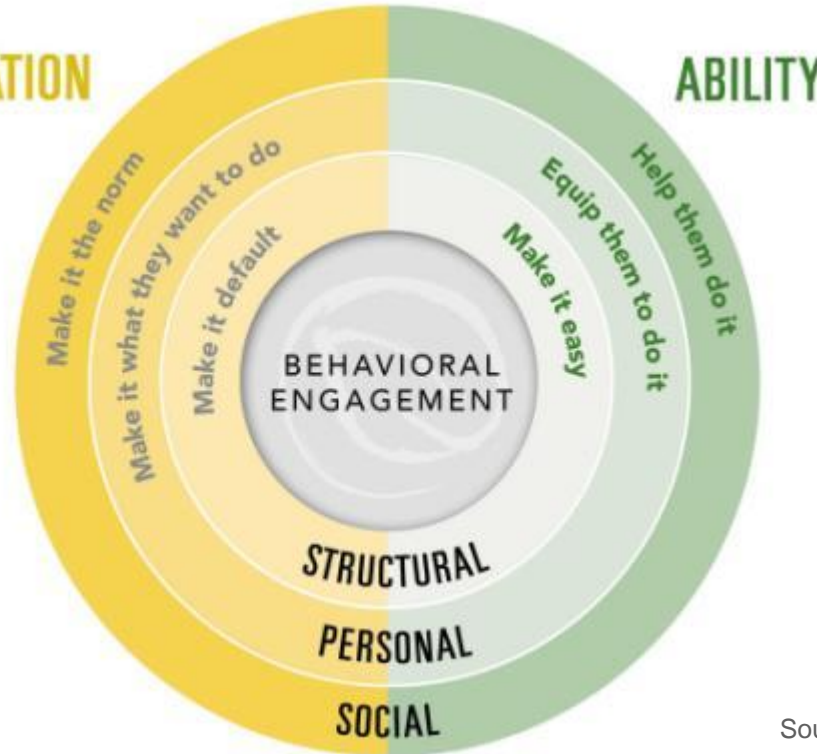 ATION
ABILITY
Make it the norm
Make it what they want to do
Make it default
Make it easy
Equip them to do it
Help them do it
BEHAVIORAL
ENGAGEMENT
STRUCTURAL
PERSONAL
SOCIAL
Sou